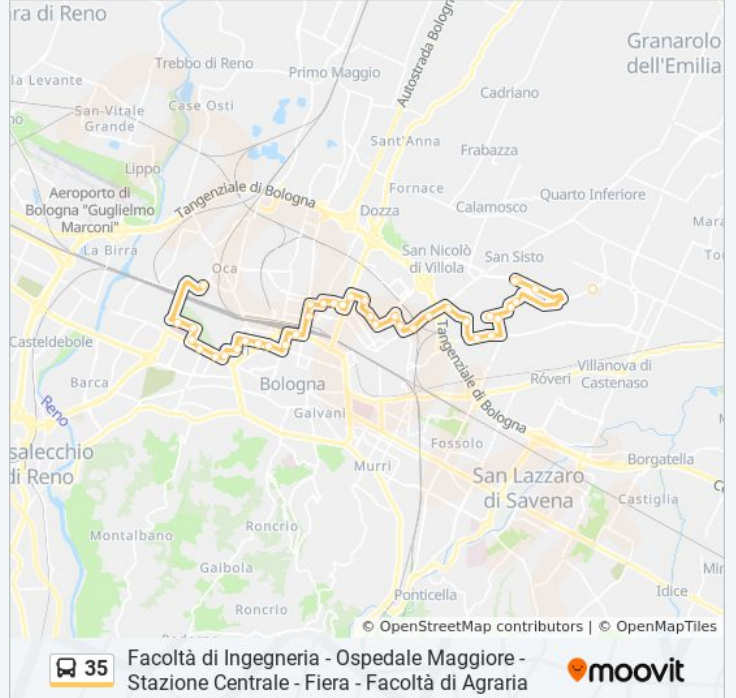 ra di Reno
Granarolo
dell'Emilia
Trebbo di Reno
Primo Maggio
la Levante
Autostrada Bologn
Cadriano
San-Vitale
Grande
Case Osti
Sant'Anna
Frabazza
Lippo
Aeroporto di
Bologna "Guglielmo
Marconi"
Tangenziale di Bologna
Fornace
Quarto Inferiore
Dozza
Calamosco
Mara
La Birra
San Nicolò
di Villola
San Sisto
Oca
Casteldebole
Tangenziale di Bologna
Villanova di
Castenaso
Barca
Bologna
Róveri
Reno
Galvani
Fossolo
Borgatella
salecchio
di Reno
Murri
San Lazzaro
di Savena
Castiglia
Montalbano
Roncrio
Gaibola
Idice
Ponticella
Roncrio
© OpenStreetMap contributors | © OpenMapTiles
35
Facoltà di Ingegneria - Ospedale Maggiore -
Stazione Centrale - Fiera - Facoltà di Agraria
moovit